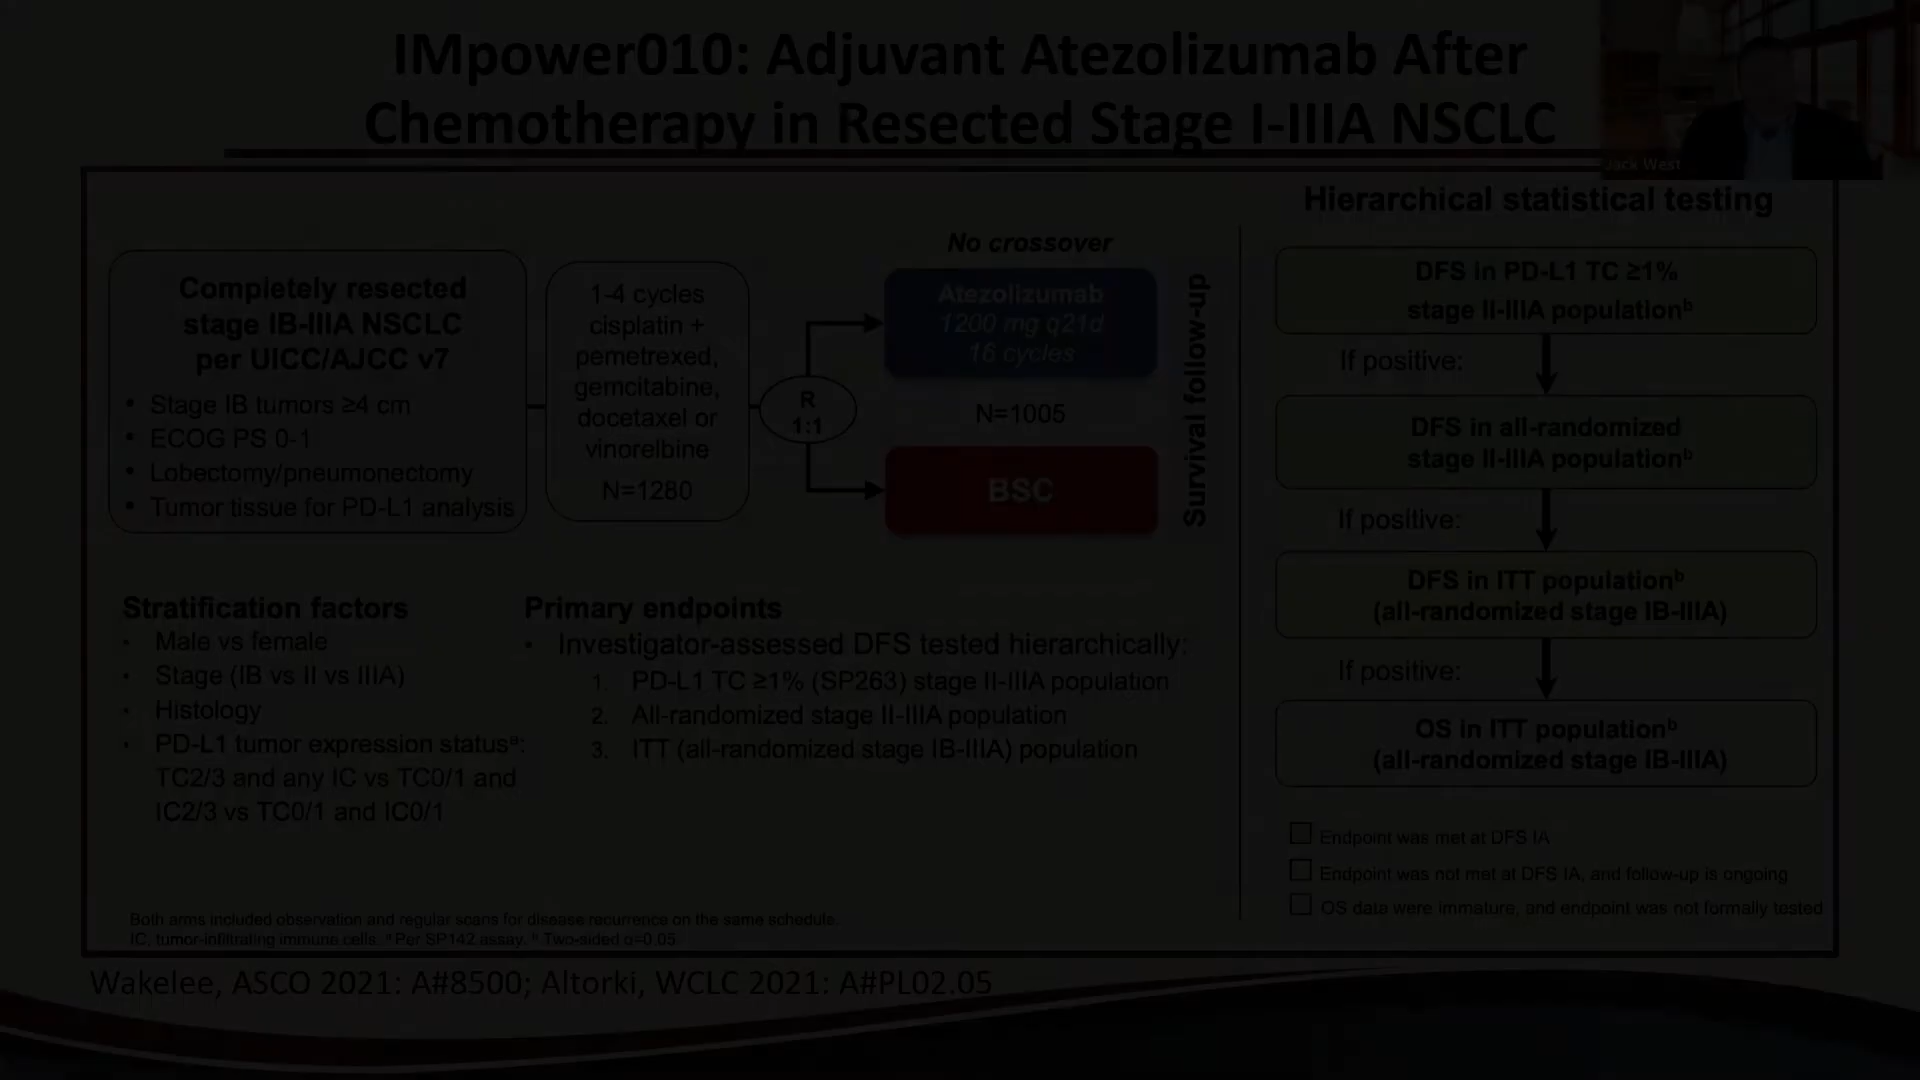 IMpower010: Adjuvant Atezolizumab After
Chemotherapy in Resected Stage I-IIIA NSCLC
Jack West
Completely resected
stage IB-IIIA NSCLC
per UICC/AJCC v7
• Stage IB tumors ≥4 cm
• ECOG PS 0-1
• Lobectomy/pneumonectomy
• Tumor tissue for PD-L1 analysis
1-4 cycles
cisplatin +
pemetrexed,
gemcitabine,
docetaxel or
vinorelbine
N=1280
R
1:1
No crossover
Atezolizumab
1200 mg q21d
16 cycles
N=1005
BSC
Survival follow-up
Stratification factors
• Male vs female
• Stage (IB vs II vs IIIA)
• Histology
• PD-L1 tumor expression statusª:
TC2/3 and any IC vs TC0/1 and
IC2/3 vs TC0/1 and IC0/1
Primary endpoints
• Investigator-assessed DFS tested hierarchically:
1. PD-L1 TC ≥1% (SP263) stage II-IIIA population
2. All-randomized stage II-IIIA population
3. ITT (all-randomized stage IB-IIIA) population
Hierarchical statistical testing
DFS in PD-L1 TC ≥1%
stage II-IIIA populationᵇ
If positive:
DFS in all-randomized
stage II-IIIA populationᵇ
If positive:
DFS in ITT populationᵇ
(all-randomized stage IB-IIIA)
If positive:
OS in ITT populationᵇ
(all-randomized stage IB-IIIA)
Endpoint was met at DFS IA
Endpoint was not met at DFS IA, and follow-up is ongoing
OS data were immature, and endpoint was not formally tested
Both arms included observation and regular scans for disease recurrence on the same schedule.
IC, tumor-infiltrating immune cells. ª Per SP142 assay. ᵇ Two-sided α=0.05
Wakelee, ASCO 2021: A#8500; Altorki, WCLC 2021: A#PL02.05